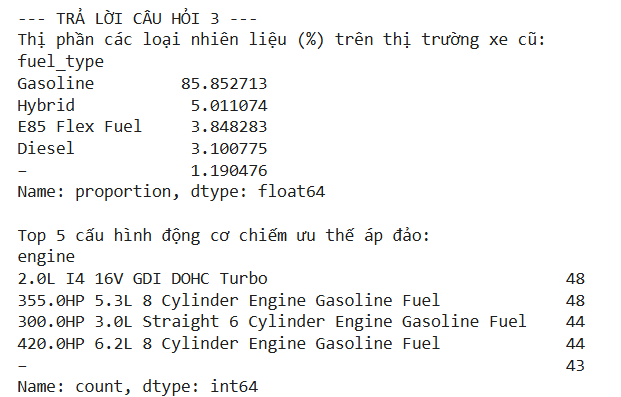 --- TRẢ LỜI CÂU HỎI 3 ---
Thị phần các loại nhiên liệu (%) trên thị trường xe cũ:
fuel_type
Gasoline 85.852713
Hybrid 5.011074
E85 Flex Fuel 3.848283
Diesel 3.100775
– 1.190476
Name: proportion, dtype: float64
Top 5 cấu hình động cơ chiếm ưu thế áp đảo:
engine
2.0L I4 16V GDI DOHC Turbo 48
355.0HP 5.3L 8 Cylinder Engine Gasoline Fuel 48
300.0HP 3.0L Straight 6 Cylinder Engine Gasoline Fuel 44
420.0HP 6.2L 8 Cylinder Engine Gasoline Fuel 44
– 43
Name: count, dtype: int64